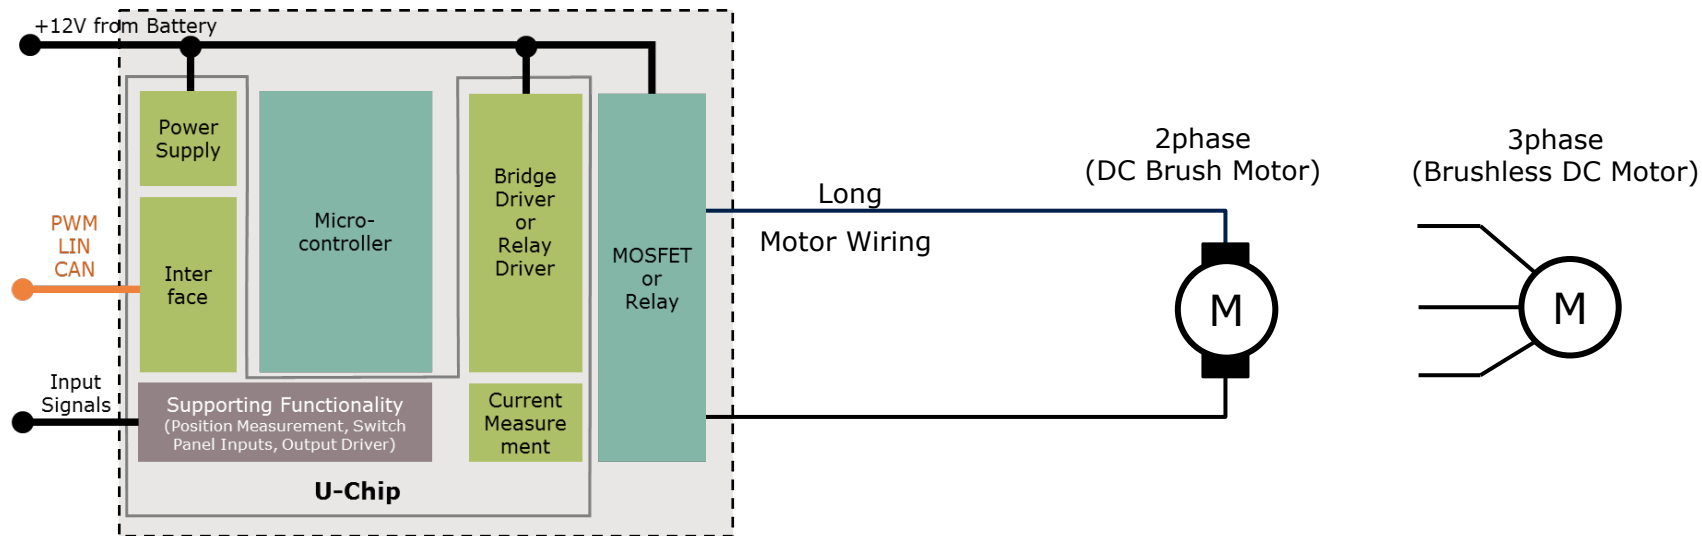 +12V from Battery
Power
Supply
PWM
LIN
CAN
Inter
face
Micro-
controller
Bridge
Driver
or
Relay
Driver
MOSFET
or
Relay
Input
Signals
Supporting Functionality
(Position Measurement, Switch
Panel Inputs, Output Driver)
Current
Measure
ment
U-Chip
Long
Motor Wiring
2phase
(DC Brush Motor)
M
3phase
(Brushless DC Motor)
M